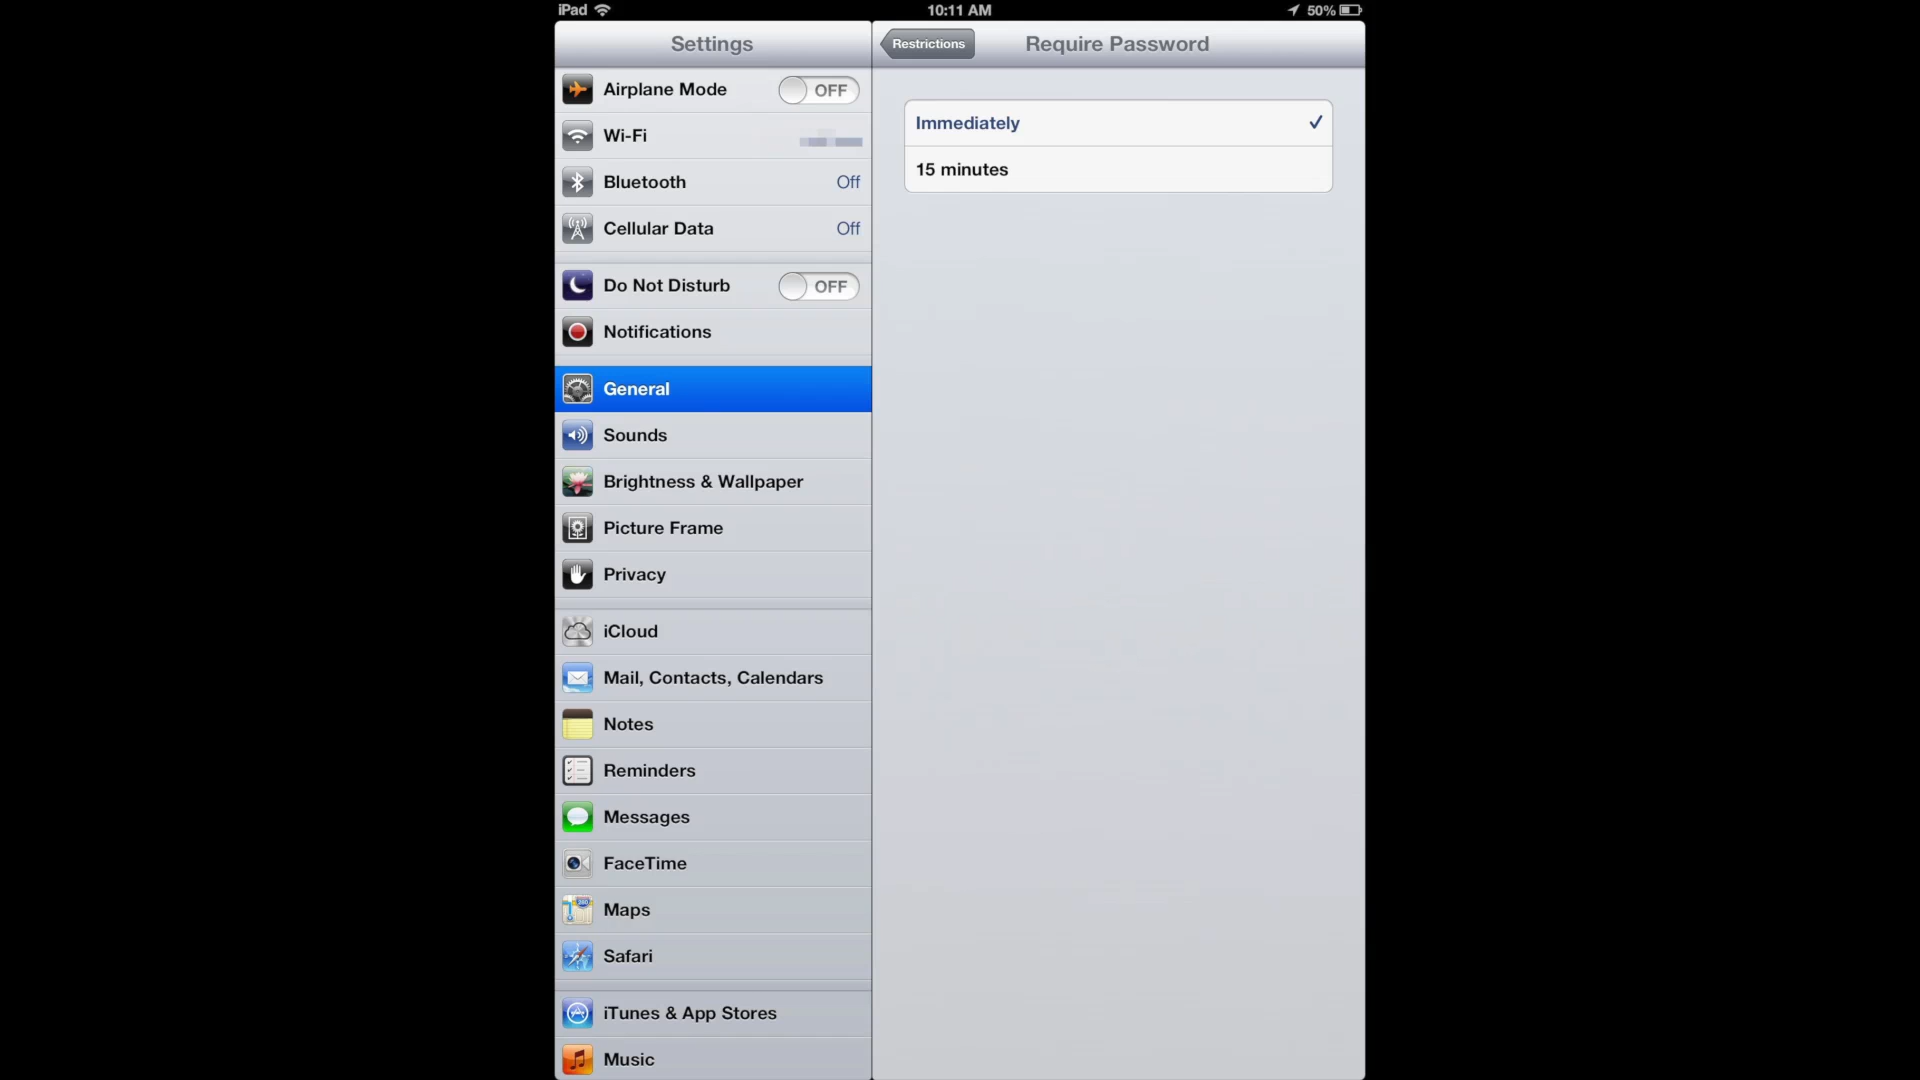 iPad
10:11 AM
50%
Settings
Restrictions
Require Password
Airplane Mode
OFF
Wi-Fi
Bluetooth
Off
Cellular Data
Off
Do Not Disturb
OFF
Notifications
General
Sounds
Brightness & Wallpaper
Picture Frame
Privacy
iCloud
Mail, Contacts, Calendars
Notes
Reminders
Messages
FaceTime
Maps
Safari
iTunes & App Stores
Music
Immediately
15 minutes